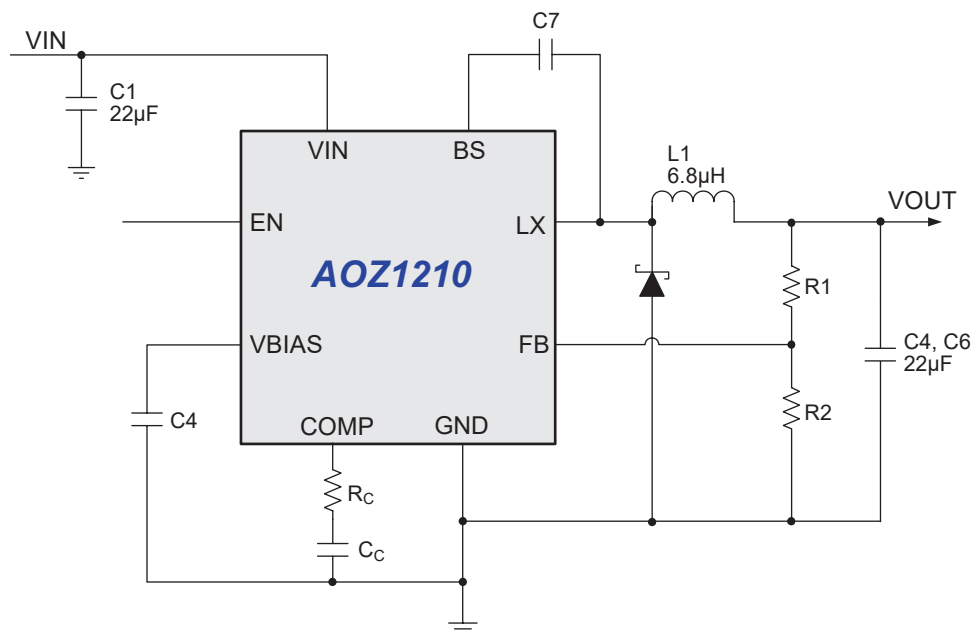 C7
VIN
C1
22µF
VIN
BS
L1
6.8µH
VOUT
EN
LX
AOZ1210
R1
VBIAS
FB
C4, C6
22µF
C4
COMP
GND
R2
RC
CC